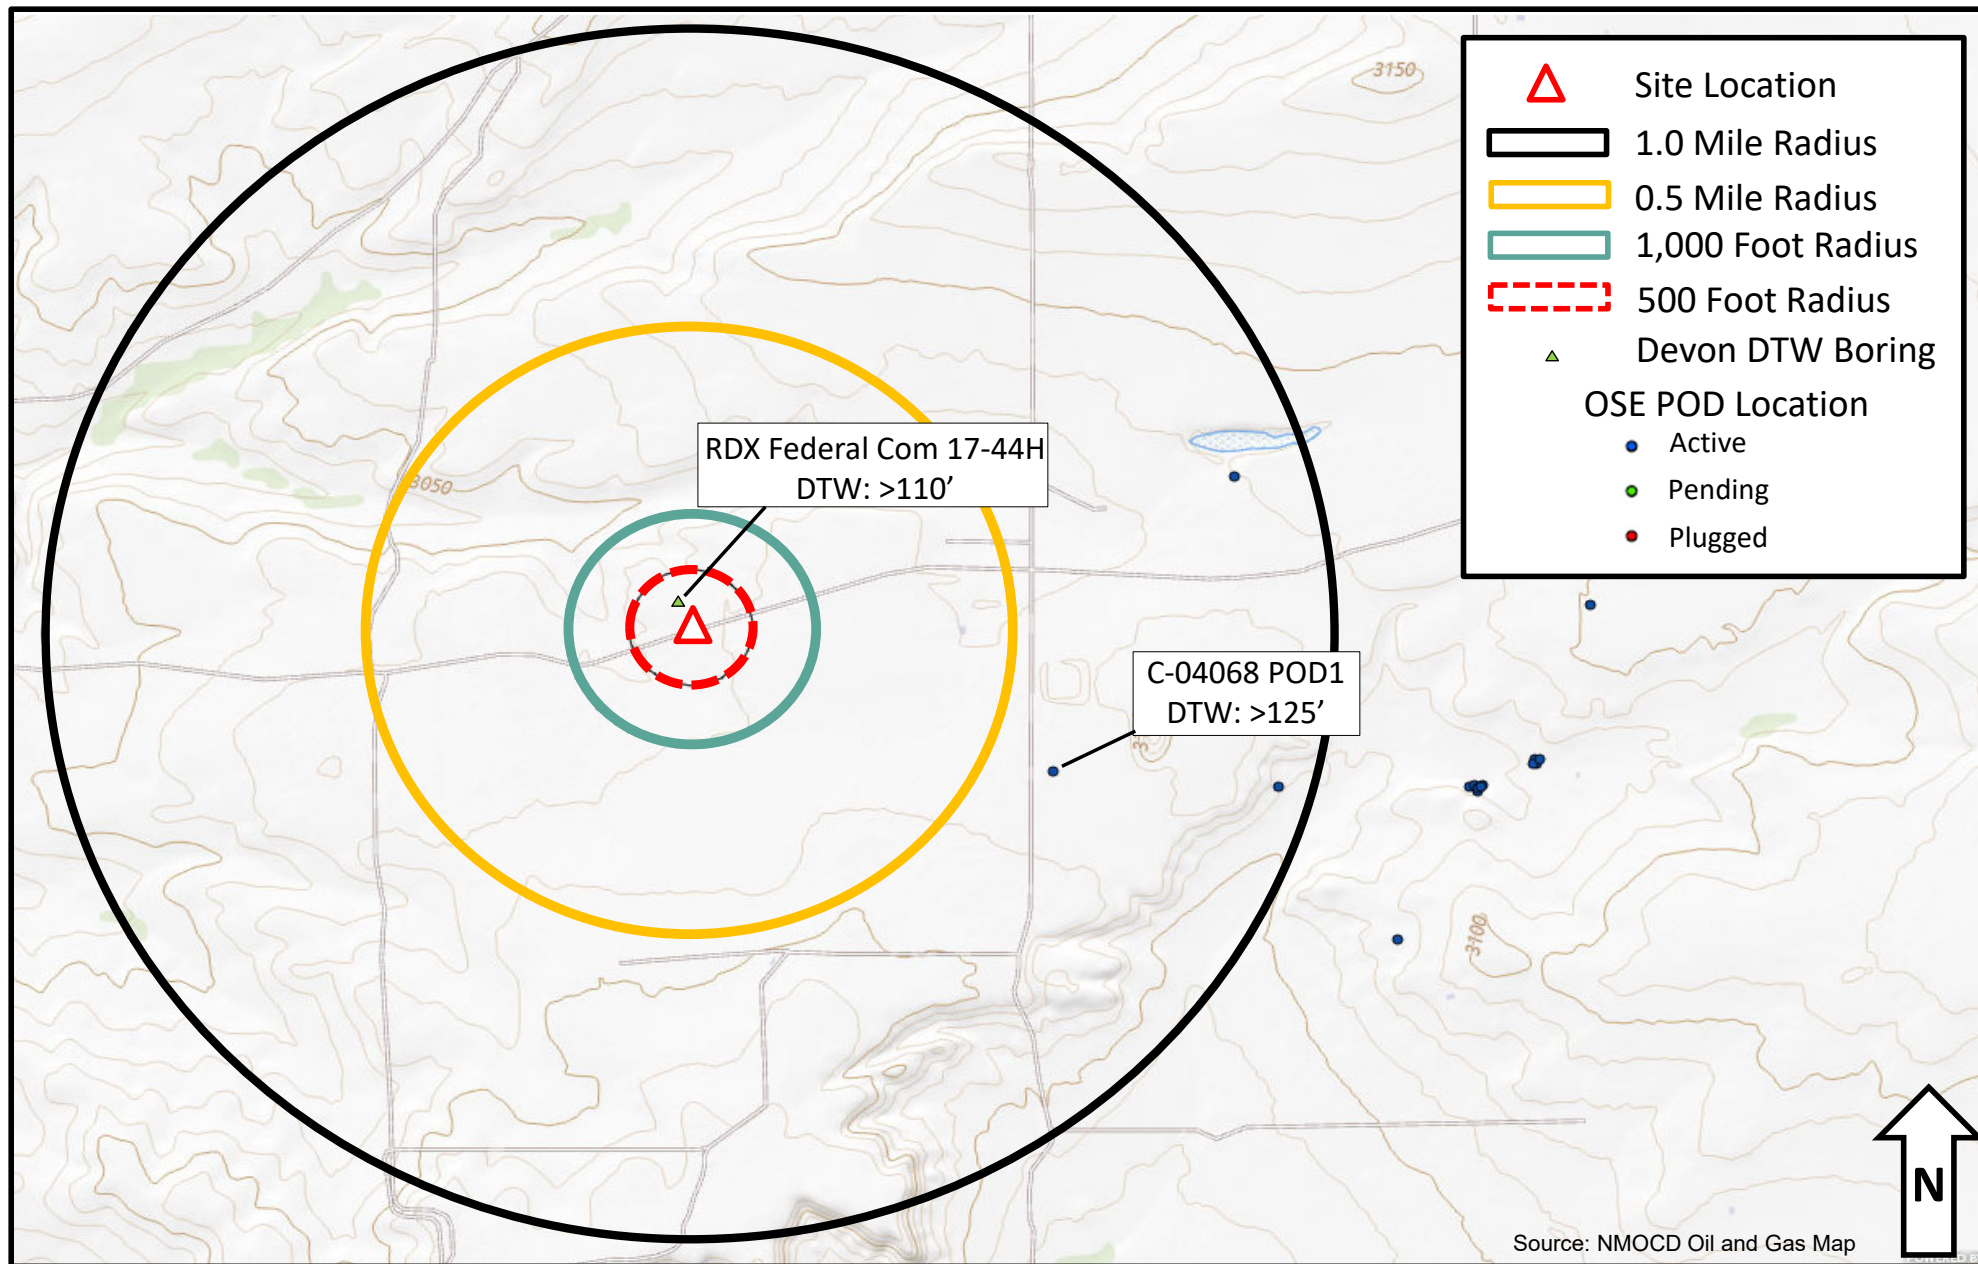 3150
Site Location
1.0 Mile Radius
0.5 Mile Radius
1,000 Foot Radius
500 Foot Radius
Devon DTW Boring
OSE POD Location
Active
Pending
Plugged
RDX Federal Com 17-44H
DTW: >110’
3050
C-04068 POD1
DTW: >125’
3100
N
Source: NMOCD Oil and Gas Map